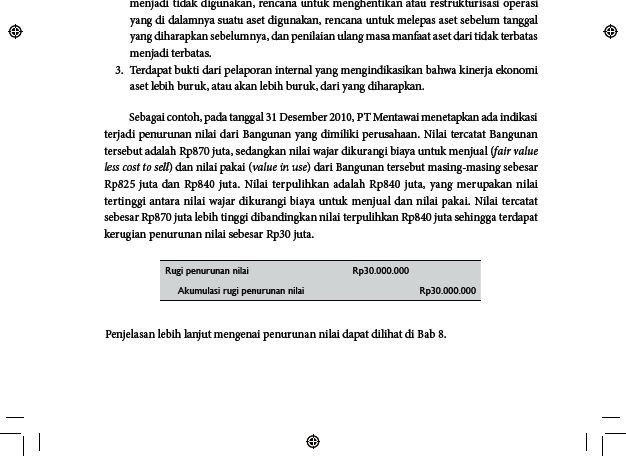 menjadi tidak digunakan, rencana untuk menghentikan atau restrukturisasi operasi
yang di dalamnya suatu aset digunakan, rencana untuk melepas aset sebelum tanggal
yang diharapkan sebelumnya, dan penilaian ulang masa manfaat aset dari tidak terbatas
menjadi terbatas.
3. Terdapat bukti dari pelaporan internal yang mengindikasikan bahwa kinerja ekonomi
aset lebih buruk, atau akan lebih buruk, dari yang diharapkan.
Sebagai contoh, pada tanggal 31 Desember 2010, PT Mentawai menetapkan ada indikasi
terjadi penurunan nilai dari Bangunan yang dimiliki perusahaan. Nilai tercatat Bangunan
tersebut adalah Rp870 juta, sedangkan nilai wajar dikurangi biaya untuk menjual (fair value
less cost to sell) dan nilai pakai (value in use) dari Bangunan tersebut masing-masing sebesar
Rp825 juta dan Rp840 juta. Nilai terpulihkan adalah Rp840 juta, yang merupakan nilai
tertinggi antara nilai wajar dikurangi biaya untuk menjual dan nilai pakai. Nilai tercatat
sebesar Rp870 juta lebih tinggi dibandingkan nilai terpulihkan Rp840 juta sehingga terdapat
kerugian penurunan nilai sebesar Rp30 juta.
Rugi penurunan nilai Rp30.000.000
Akumulasi rugi penurunan nilai Rp30.000.000
Penjelasan lebih lanjut mengenai penurunan nilai dapat dilihat di Bab 8.